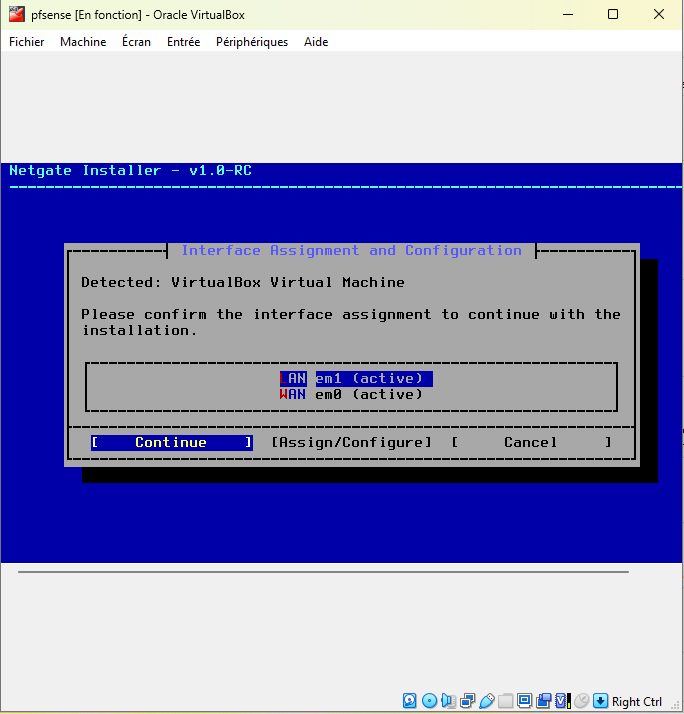 pfsense [En fonction] - Oracle VirtualBox
Fichier Machine Écran Entrée Périphériques Aide
Netgate Installer - v1.0-RC
Interface Assignment and Configuration
Detected: VirtualBox Virtual Machine
Please confirm the interface assignment to continue with the
installation.
LAN em1 (active)
WAN em0 (active)
[ Continue ] [Assign/Configure] [ Cancel ]
Right Ctrl